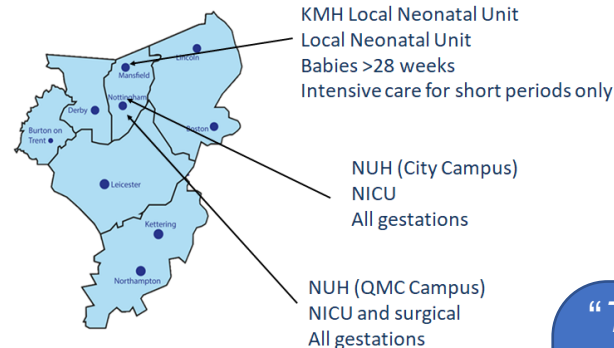 KMH Local Neonatal Unit
Local Neonatal Unit
Babies >28 weeks
Intensive care for short periods only
Lincoln
Mansfield
Nottingham
Derby
Burton on
Trent
Boston
Leicester
NUH (City Campus)
NICU
All gestations
Kettering
Northampton
NUH (QMC Campus)
NICU and surgical
All gestations
“